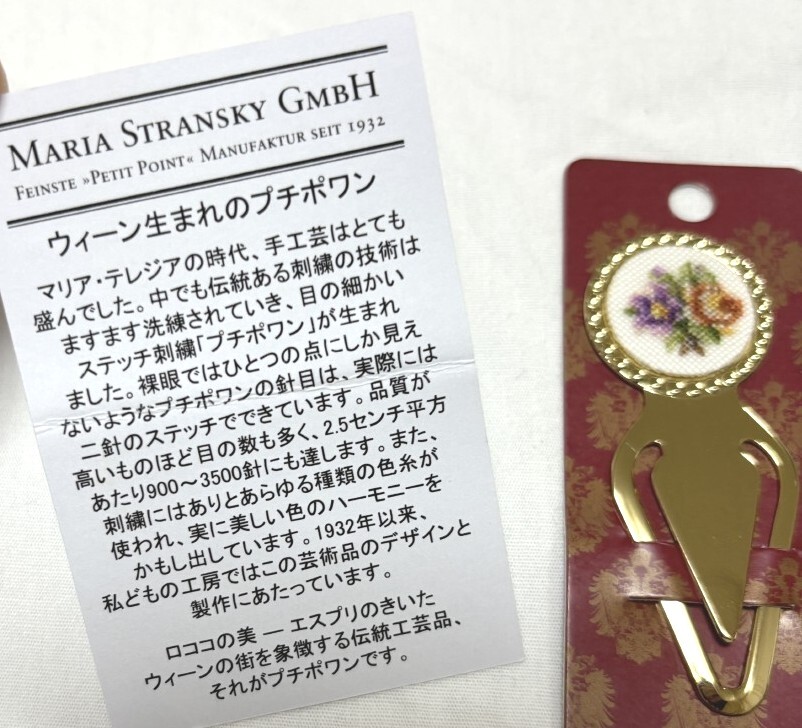 MARIA STRANSKY GMBH
FEINSTE »PETIT POINT« MANUFAKTUR SEIT 1932
ウィーン生まれのプチポワン
マリア・テレジアの時代、手工芸はとても
盛んでした。中でも伝統ある刺繍の技術は
ますます洗練されていき、目の細かい
ステッチ刺繍「プチポワン」が生まれ
ました。裸眼ではひとつの点にしか見え
ないようなプチポワンの針目は、実際には
二針のステッチでできています。品質が
高いものほど目の数も多く、2.5センチ平方
あたり900～3500針にも達します。また、
刺繍にはありとあらゆる種類の色糸が
使われ、実に美しい色のハーモニーを
かもし出しています。1932年以来、
私どもの工房ではこの芸術品のデザインと
製作にあたっています。
ロココの美 ― エスプリのきいた
ウィーンの街を象徴する伝統工芸品、
それがプチポワンです。